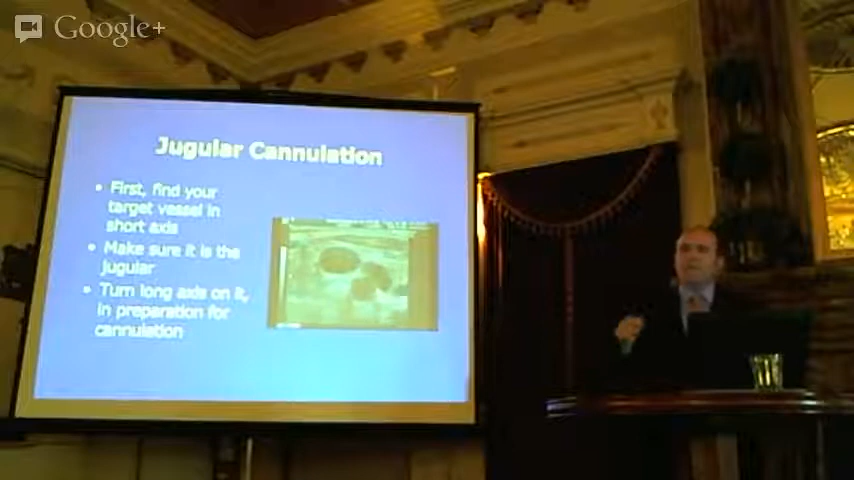 Google+
Jugular Cannulation
• First, find your
target vessel in
short axis
• Make sure it is the
jugular
• Turn long axis on it,
in preparation for
cannulation